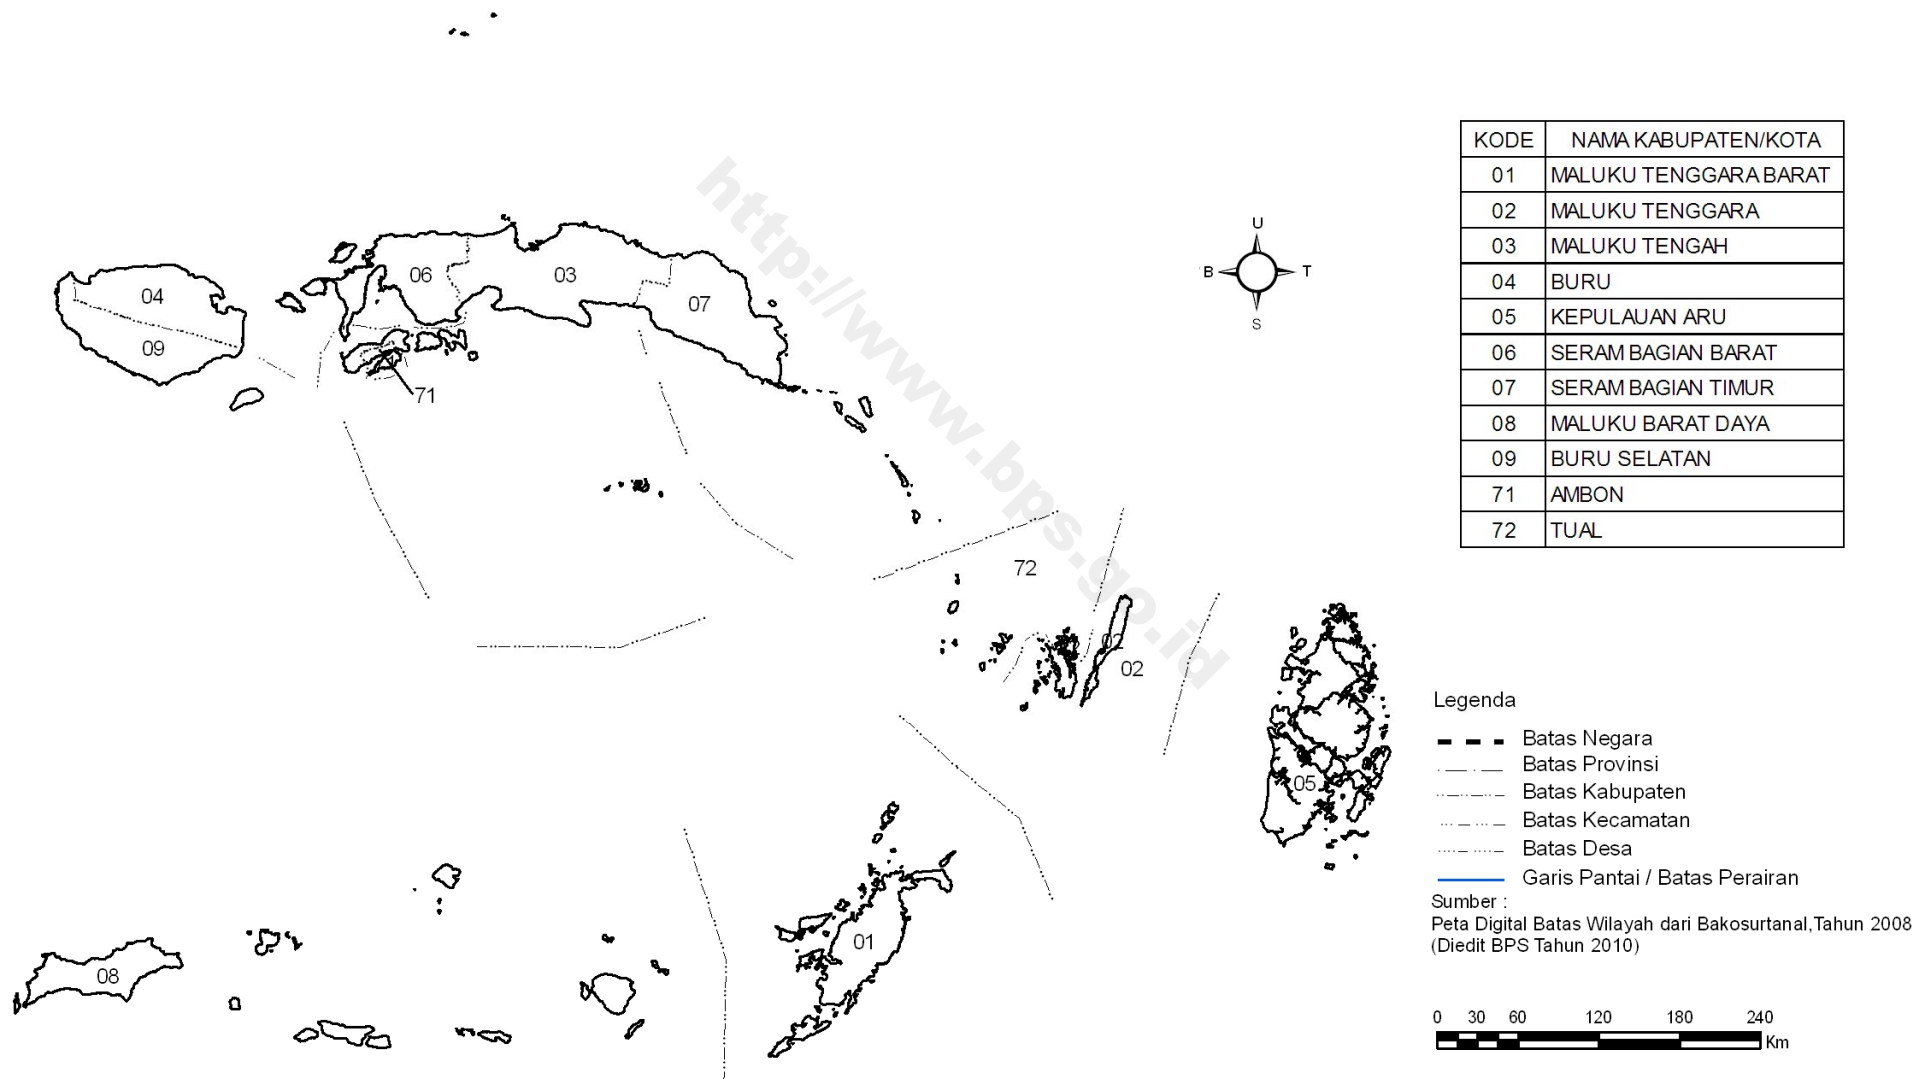 http://www.bps.go.id
KODE NAMA KABUPATEN/KOTA
01 MALUKU TENGGARA BARAT
02 MALUKU TENGGARA
03 MALUKU TENGAH
04 BURU
05 KEPULAUAN ARU
06 SERAM BAGIAN BARAT
07 SERAM BAGIAN TIMUR
08 MALUKU BARAT DAYA
09 BURU SELATAN
71 AMBON
72 TUAL
U
B T
S
06
03
04
07
09
71
72
02
02
05
01
08
Legenda
Batas Negara
Batas Provinsi
Batas Kabupaten
Batas Kecamatan
Batas Desa
Garis Pantai / Batas Perairan
Sumber :
Peta Digital Batas Wilayah dari Bakosurtanal,Tahun 2008
(Diedit BPS Tahun 2010)
0 30 60 120 180 240
Km